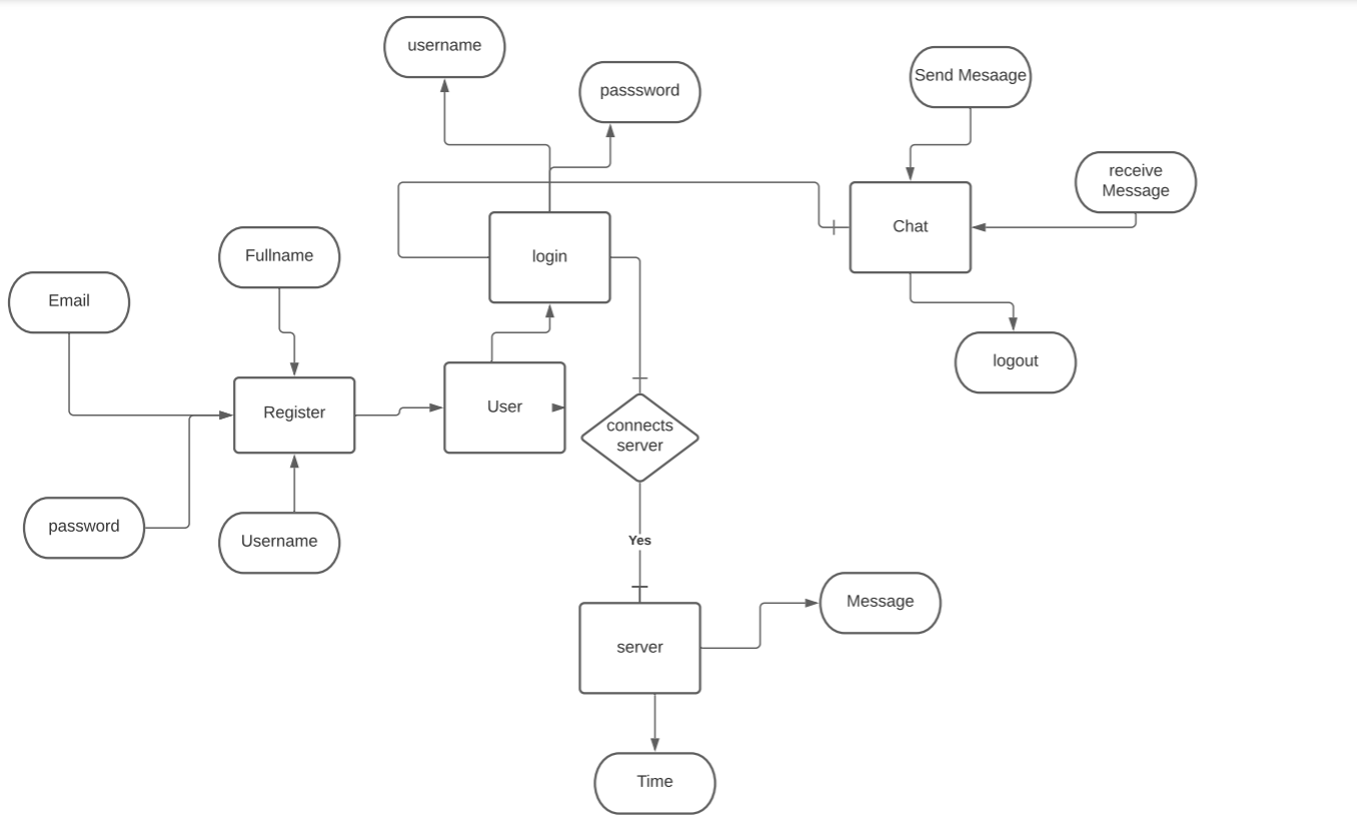 username
passsword
Send Mesaage
receive
Message
Chat
login
Fullname
Email
logout
Register
User
connects
server
password
Username
Yes
Message
server
Time